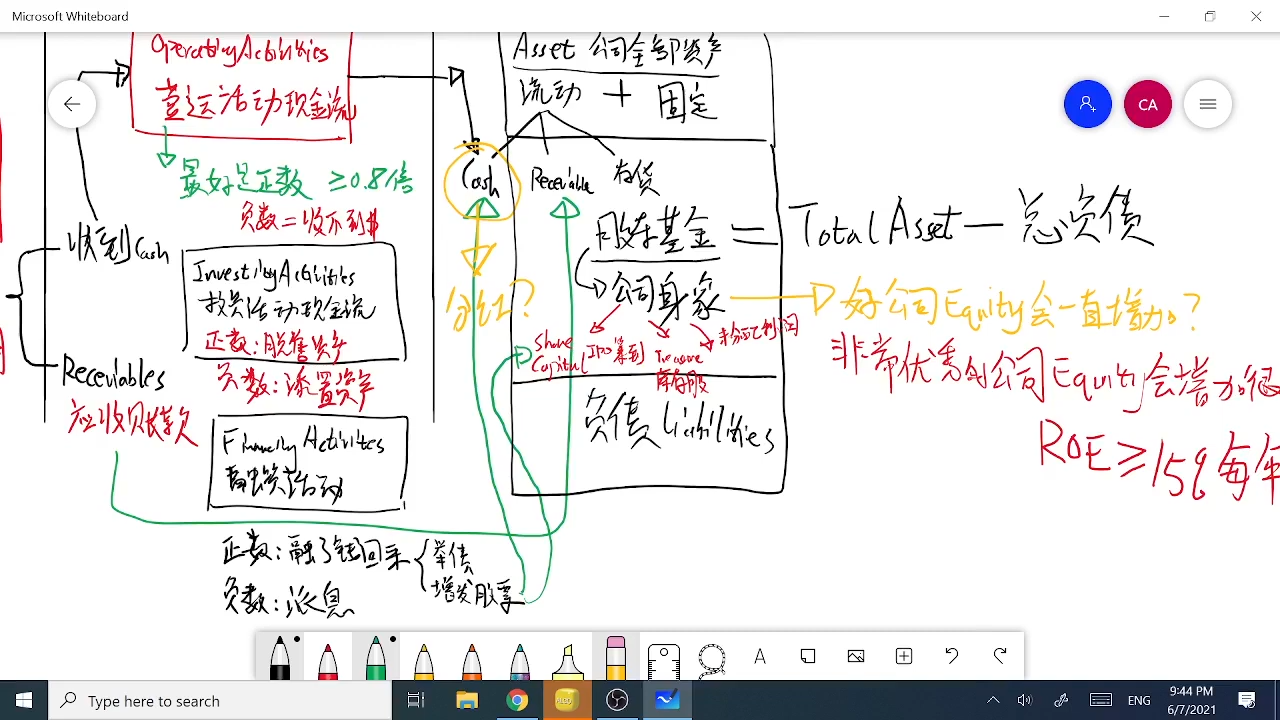 Microsoft Whiteboard
Operating Activities
营运活动现金流
最好是正数 ≥0.8倍
负数=收不到$
收到Cash
Investing Activities
投资活动现金流
正数:脱售资产
负数:添置资产
Receviables
应收账款
Financing Activites
融资活动
正数:融了钱回来
举债
增发股票
负数:派息
Asset 公司全部资产
流动 + 固定
Cash
Receviable
存货
分红?
股东基金 = Total Asset — 总负债
公司身家
Share Capital
IPO筹到
Treasure
库存股
未分配利润
负债 Liabilities
好公司Equity会一直增加?
非常优秀的公司Equity会增加很
ROE ≥15% 每年
CA
A
Type here to search
ENG
9:44 PM
6/7/2021